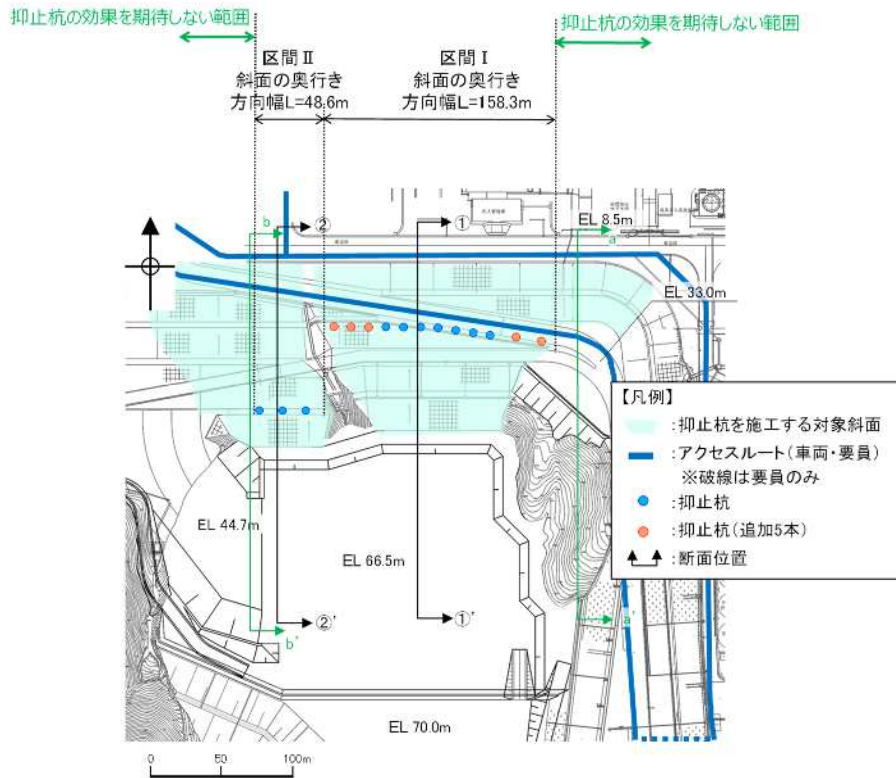 抑止杭の効果を期待しない範囲
抑止杭の効果を期待しない範囲
区間Ⅱ
斜面の奥行き
方向幅L=48.6m
区間Ⅰ
斜面の奥行き
方向幅L=158.3m
b
②
①
EL 8.5m
a
EL 33.0m
【凡例】
:抑止杭を施工する対象斜面
:アクセスルート(車両・要員)
※破線は要員のみ
:抑止杭
:抑止杭(追加5本)
:断面位置
EL 44.7m
EL 66.5m
②'
①'
a'
b'
EL 70.0m
0 50 100m